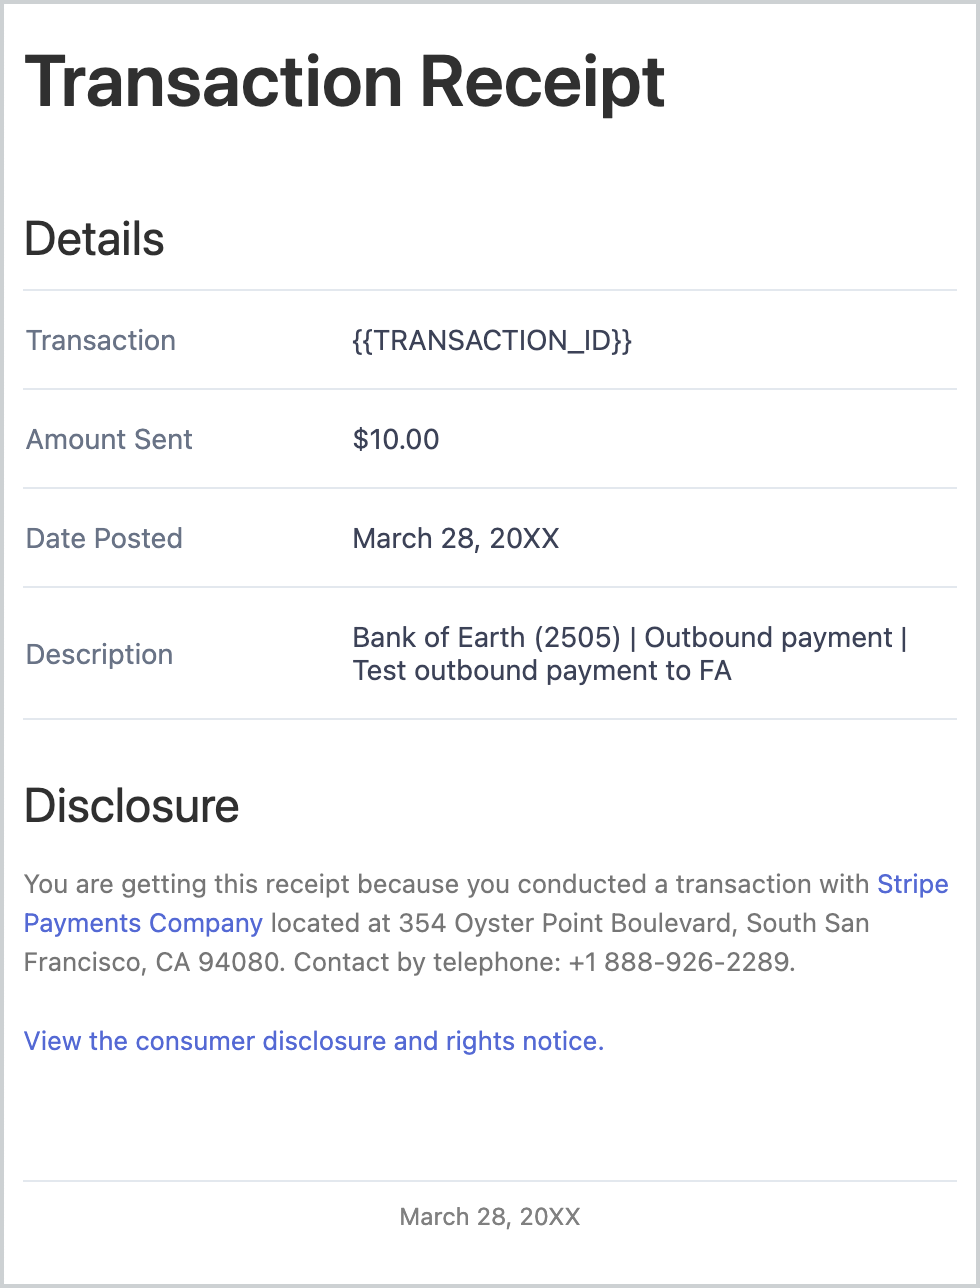 Transaction Receipt
Details
Transaction {{TRANSACTION_ID}}
Amount Sent $10.00
Date Posted March 28, 20XX
Description Bank of Earth (2505) | Outbound payment |
Test outbound payment to FA
Disclosure
You are getting this receipt because you conducted a transaction with Stripe
Payments Company located at 354 Oyster Point Boulevard, South San
Francisco, CA 94080. Contact by telephone: +1 888-926-2289.
View the consumer disclosure and rights notice.
March 28, 20XX